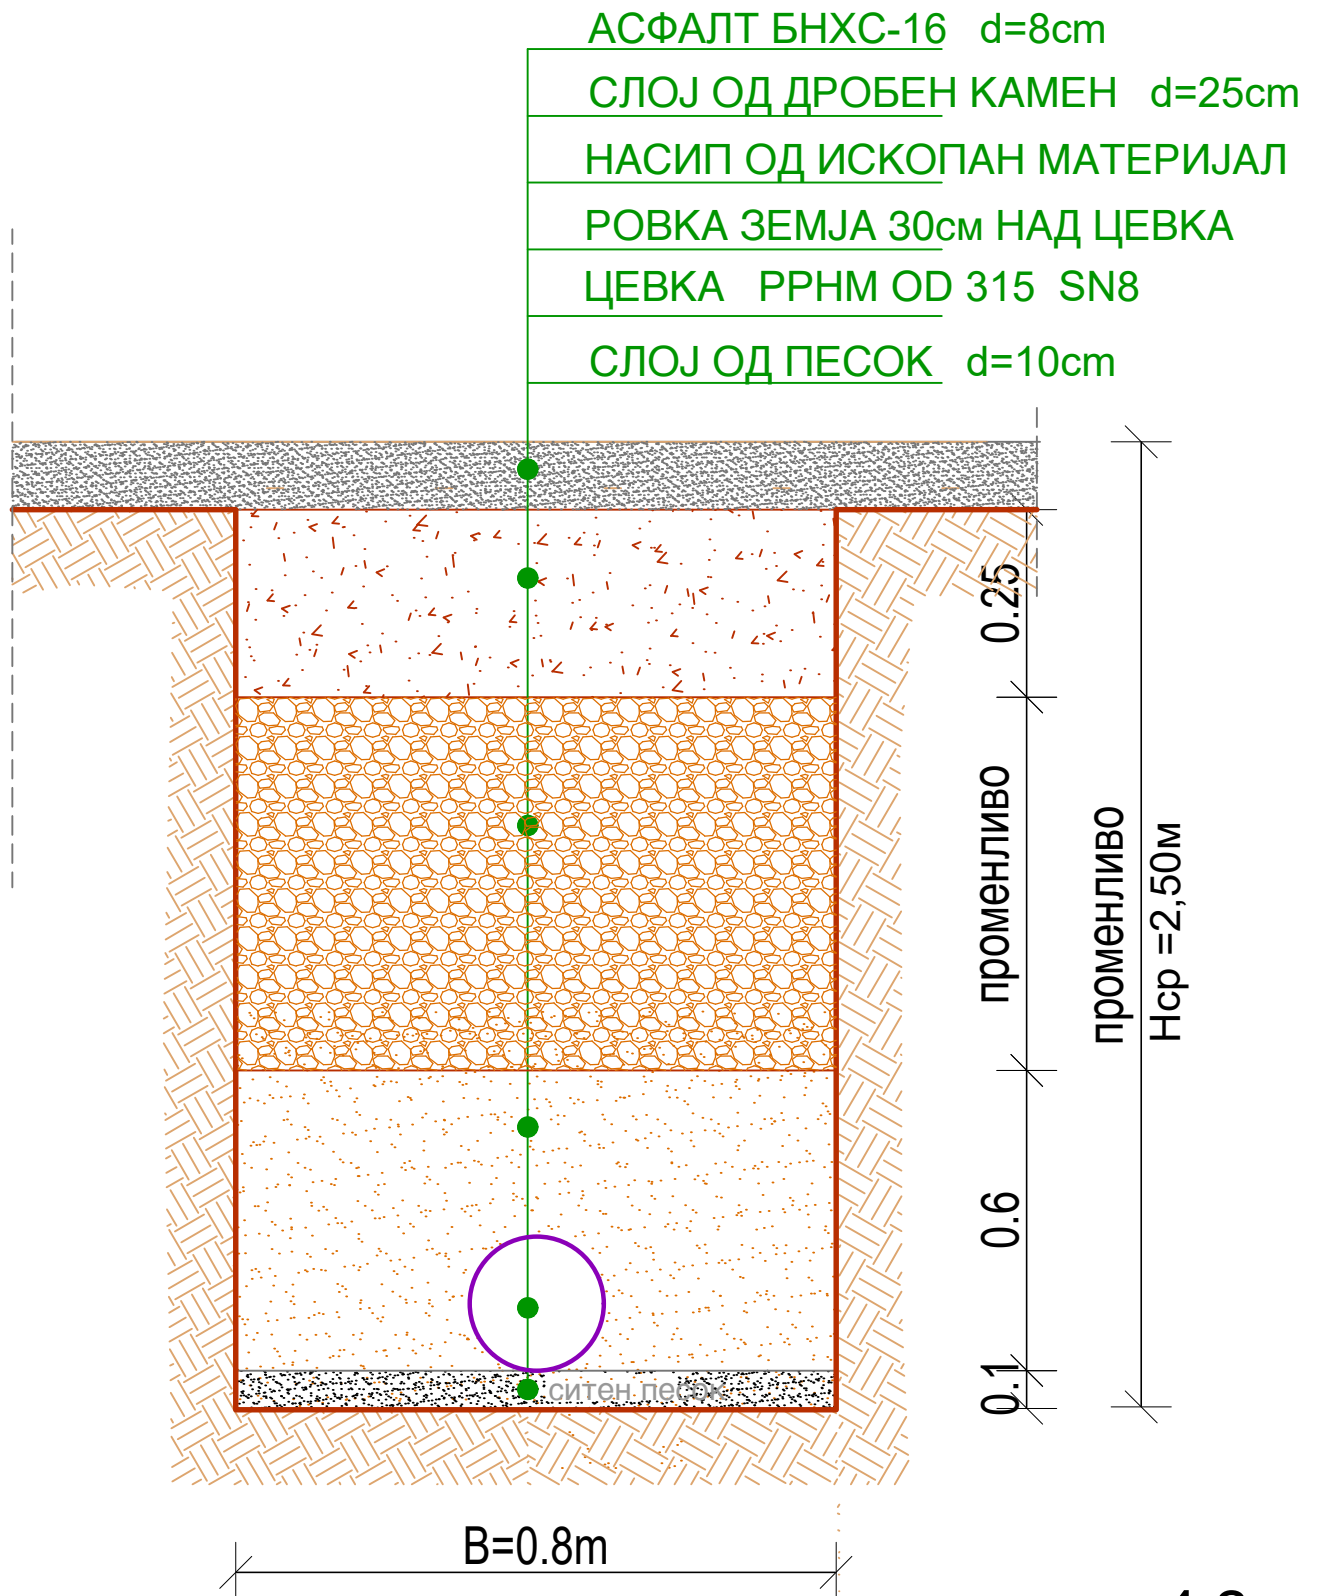 АСФАЛТ БНХС-16 d=8cm
СЛОЈ ОД ДРОБЕН КАМЕН d=25cm
НАСИП ОД ИСКОПАН МАТЕРИЈАЛ
РОВКА ЗЕМЈА 30см НАД ЦЕВКА
ЦЕВКА РРНМ OD 315 SN8
СЛОЈ ОД ПЕСОК d=10cm
0.25
променливо
променливо
Нср =2,50м
0.6
0.1
ситен песок
B=0.8m